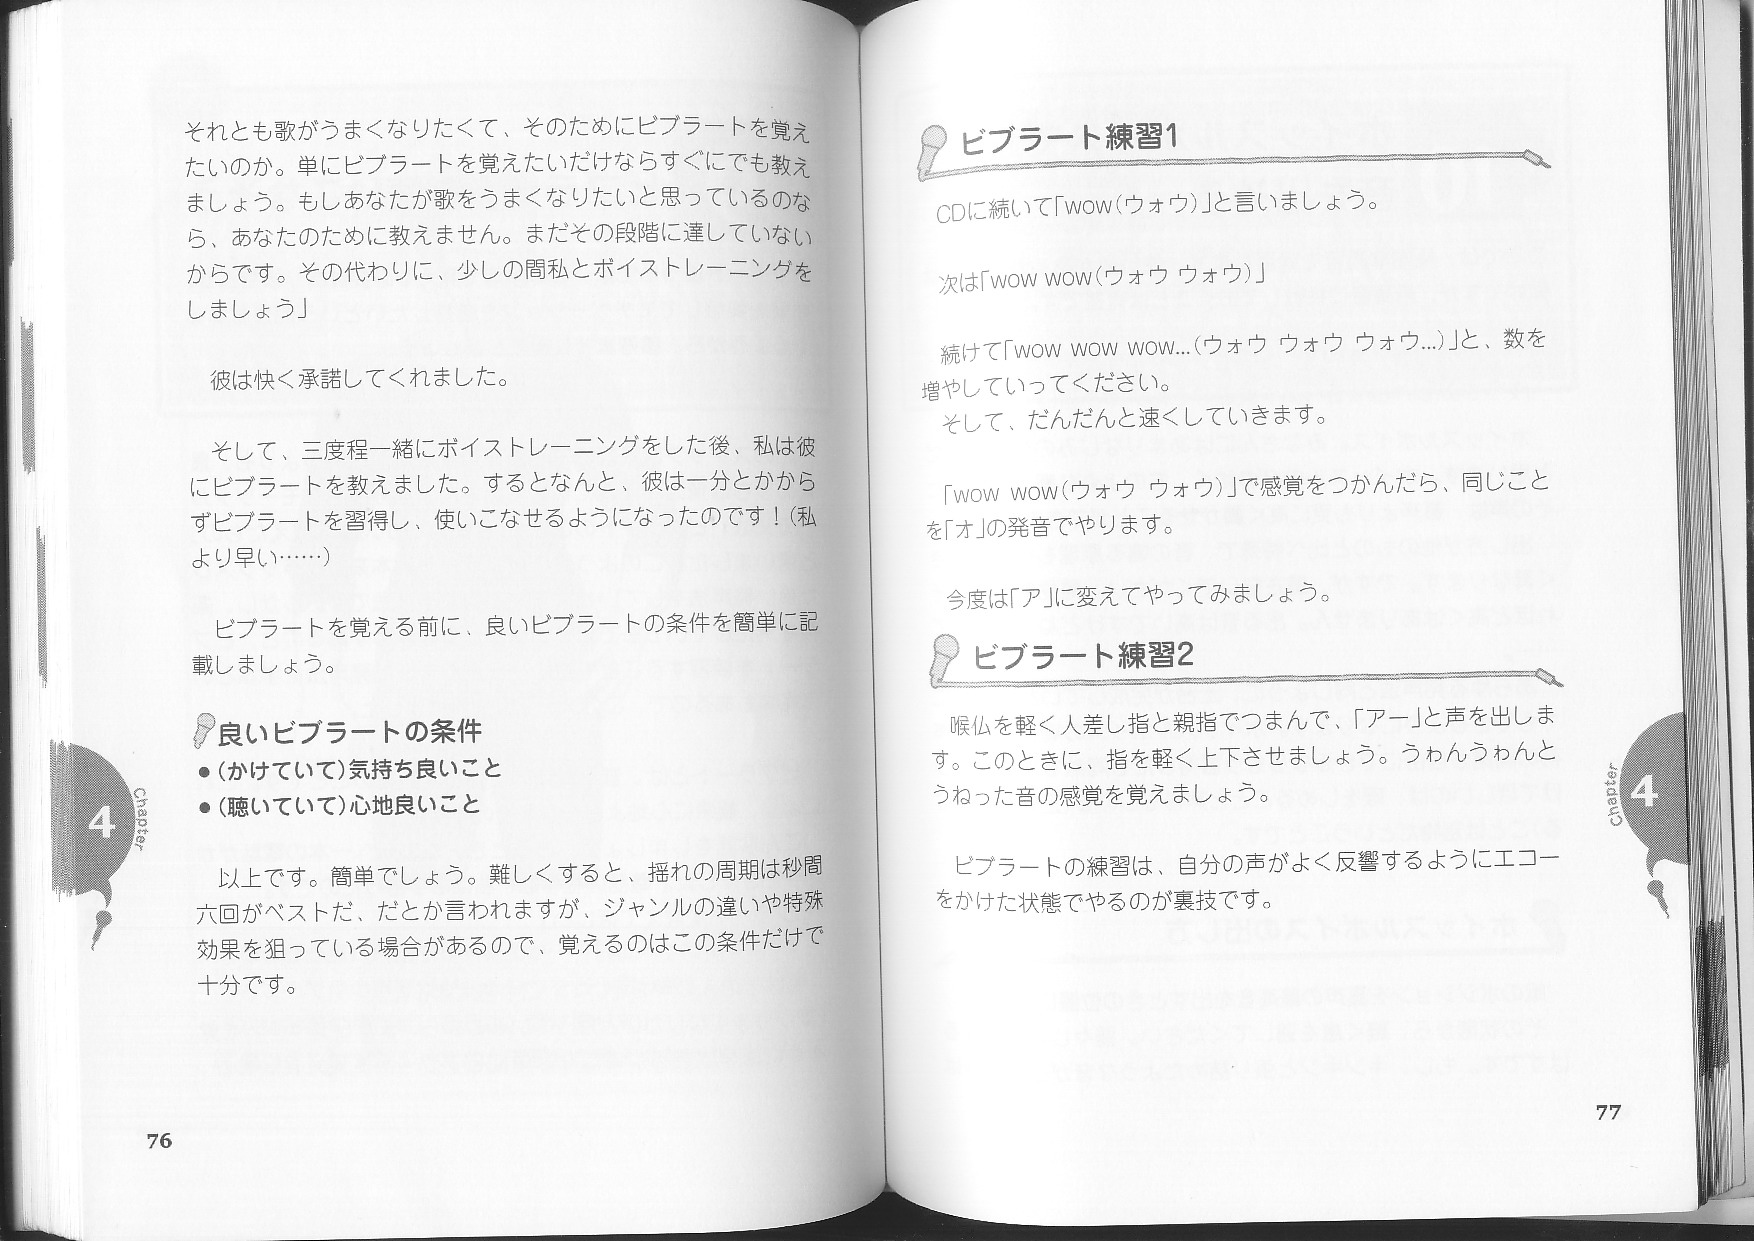 それとも歌がうまくなりたくて、そのためにビブラートを覚え
たいのか。単にビブラートを覚えたいだけならすぐにでも教え
ましょう。もしあなたが歌をうまくなりたいと思っているのな
ら、あなたのために教えません。まだその段階に達していない
からです。その代わりに、少しの間私とボイストレーニングを
しましょう」
彼は快く承諾してくれました。
そして、三度程一緒にボイストレーニングをした後、私は彼
にビブラートを教えました。するとなんと、彼は一分とかから
ずビブラートを習得し、使いこなせるようになったのです！(私
より早い……)
ビブラートを覚える前に、良いビブラートの条件を簡単に記
載しましょう。
良いビブラートの条件
●(かけていて)気持ち良いこと
●(聴いていて)心地良いこと
以上です。簡単でしょう。難しくすると、揺れの周期は秒間
六回がベストだ、だとか言われますが、ジャンルの違いや特殊
効果を狙っている場合があるので、覚えるのはこの条件だけで
十分です。
Chapter
4
76
ビブラート練習1
CDに続いて「wow(ウォウ)」と言いましょう。
次は「wow wow(ウォウ ウォウ)」
続けて「wow wow wow...(ウォウ ウォウ ウォウ...)」と、数を
増やしていってください。
そして、だんだんと速くしていきます。
「wow wow(ウォウ ウォウ)」で感覚をつかんだら、同じこと
を「オ」の発音でやります。
今度は「ア」に変えてやってみましょう。
ビブラート練習2
喉仏を軽く人差し指と親指でつまんで、「アー」と声を出しま
す。このときに、指を軽く上下させましょう。うゎんうゎんと
うねった音の感覚を覚えましょう。
ビブラートの練習は、自分の声がよく反響するようにエコー
をかけた状態でやるのが裏技です。
Chapter
4
77